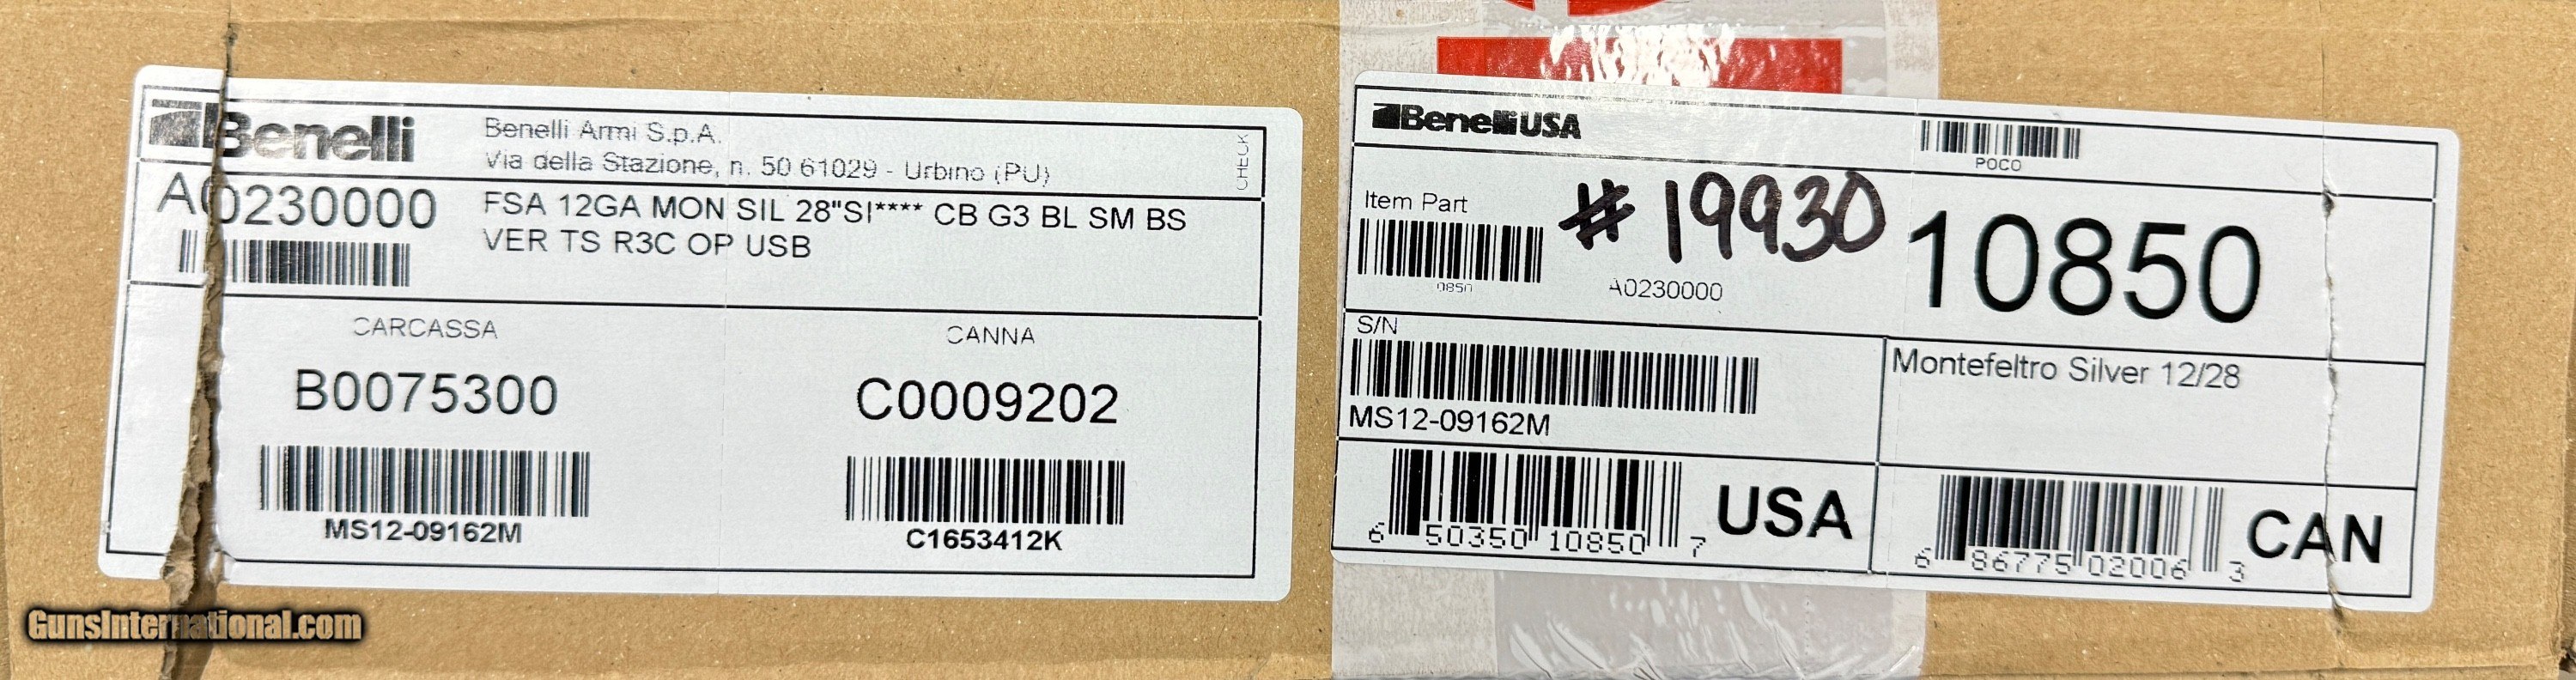 Benelli
Benelli Armi S.p.A.
Via della Stazione, n. 50 61029 - Urbino (PU)
CHECK
A0230000
FSA 12GA MON SIL 28"SI**** CB G3 BL SM BS
VER TS R3C OP USB
CARCASSA
B0075300
MS12-09162M
CANNA
C0009202
C1653412K
Benelli USA
POCO
Item Part
0850
#19930
A0230000
10850
S/N
MS12-09162M
Montefeltro Silver 12/28
6 50350 10850 7
USA
6 86775 02006 3
CAN
GunsInternational.com